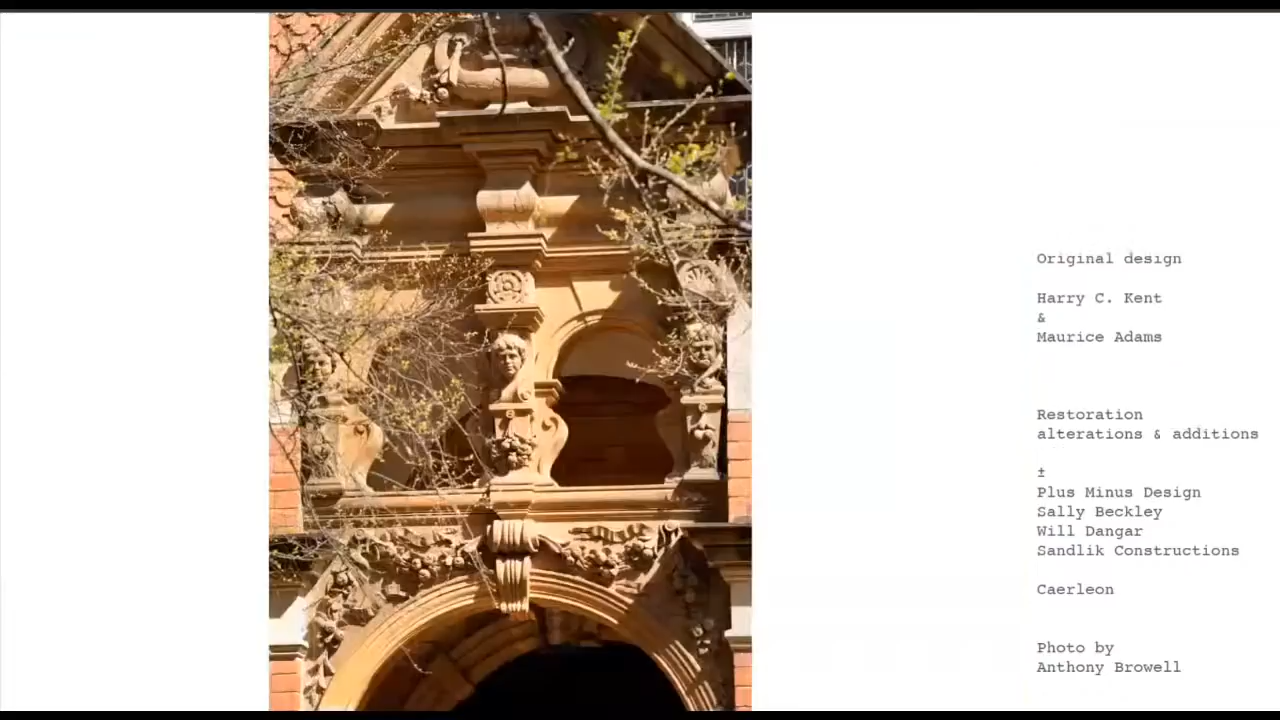 Original design
Harry C. Kent
&
Maurice Adams
Restoration
alterations & additions
±
Plus Minus Design
Sally Beckley
Will Dangar
Sandlik Constructions
Caerleon
Photo by
Anthony Browell